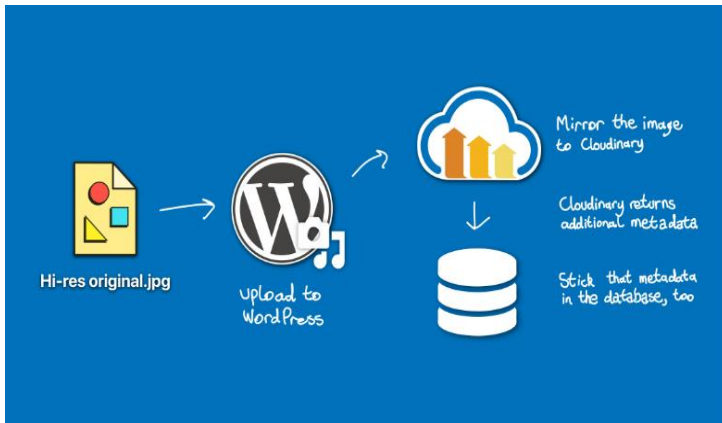 Hi-res original.jpg
upload to
WordPress
Mirror the image
to Cloudinary
Cloudinary returns
additional metadata
Stick that metadata
in the database, too